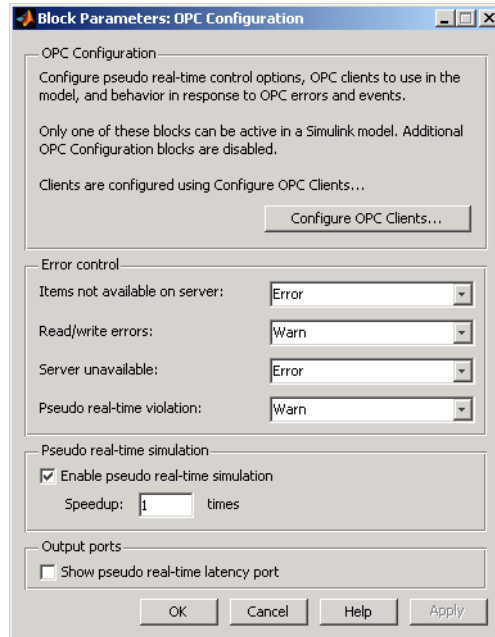 Block Parameters: OPC Configuration
OPC Configuration
Configure pseudo real-time control options, OPC clients to use in the
model, and behavior in response to OPC errors and events.
Only one of these blocks can be active in a Simulink model. Additional
OPC Configuration blocks are disabled.
Clients are configured using Configure OPC Clients...
Configure OPC Clients...
Error control
Items not available on server: Error
Read/write errors: Warn
Server unavailable: Error
Pseudo real-time violation: Warn
Pseudo real-time simulation
Enable pseudo real-time simulation
Speedup: 1 times
Output ports
Show pseudo real-time latency port
OK Cancel Help Apply